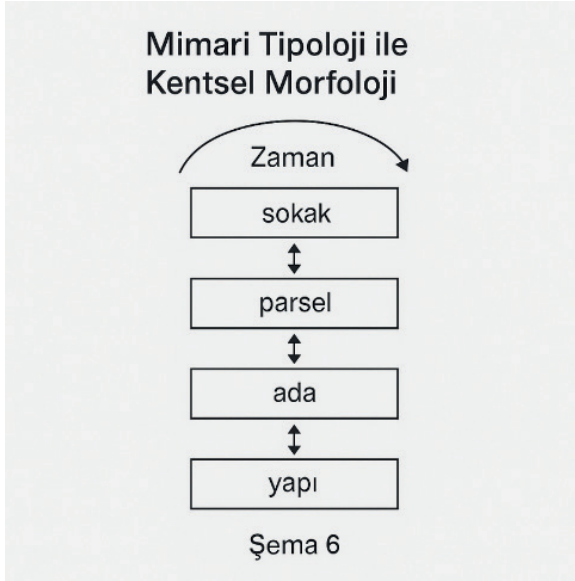 Mimari Tipoloji ile
Kentsel Morfoloji
Zaman
sokak
parsel
ada
yapı
Şema 6